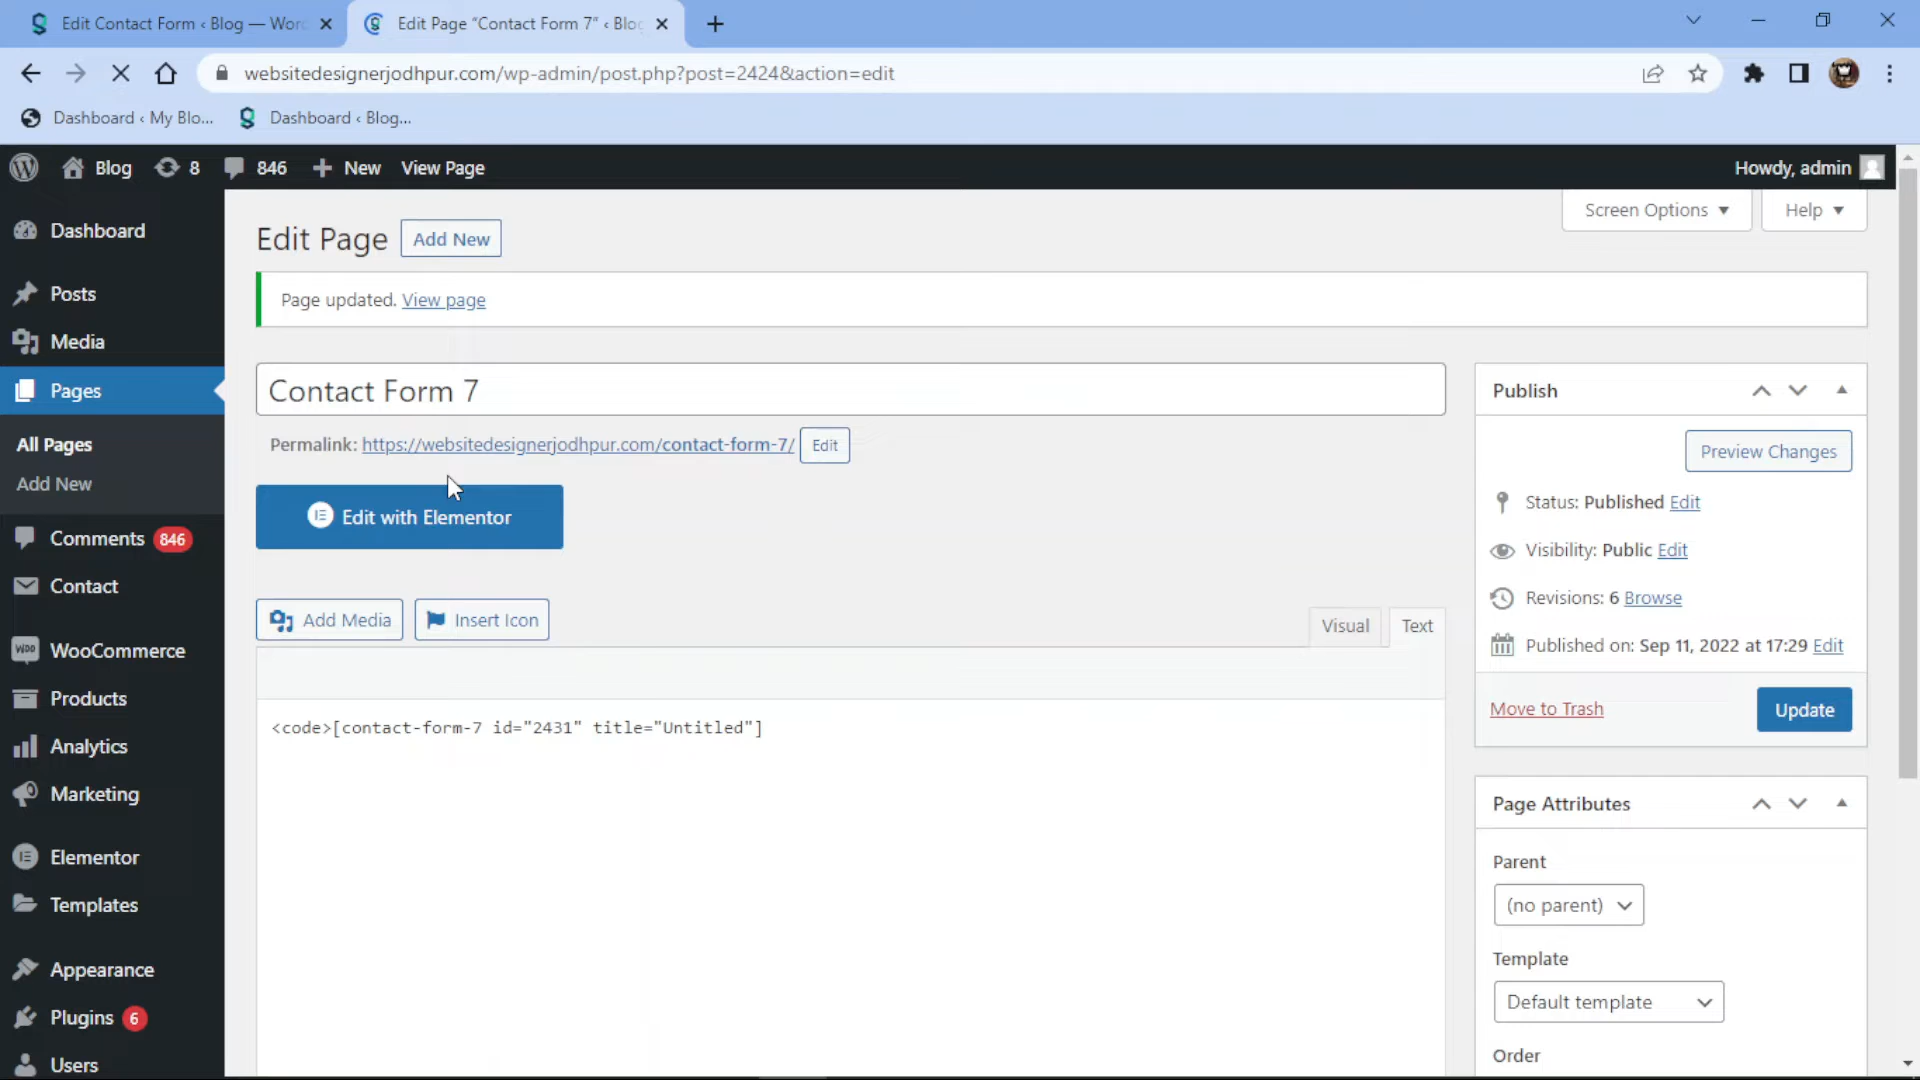 Edit Contact Form ‹ Blog — Wor
Edit Page “Contact Form 7” ‹ Blo
websitedesignerjodhpur.com/wp-admin/post.php?post=2424&action=edit
Dashboard ‹ My Blo...
Dashboard ‹ Blog...
Blog
8
846
New
View Page
Howdy, admin
Dashboard
Posts
Media
Pages
All Pages
Add New
Comments 846
Contact
WooCommerce
Products
Analytics
Marketing
Elementor
Templates
Appearance
Plugins 6
Users
Screen Options
Help
Edit Page
Add New
Page updated. View page
Contact Form 7
Permalink: https://websitedesignerjodhpur.com/contact-form-7/ Edit
Edit with Elementor
Add Media
Insert Icon
Visual
Text
<code>[contact-form-7 id="2431" title="Untitled"]
Publish
Preview Changes
Status: Published Edit
Visibility: Public Edit
Revisions: 6 Browse
Published on: Sep 11, 2022 at 17:29 Edit
Move to Trash
Update
Page Attributes
Parent
(no parent)
Template
Default template
Order